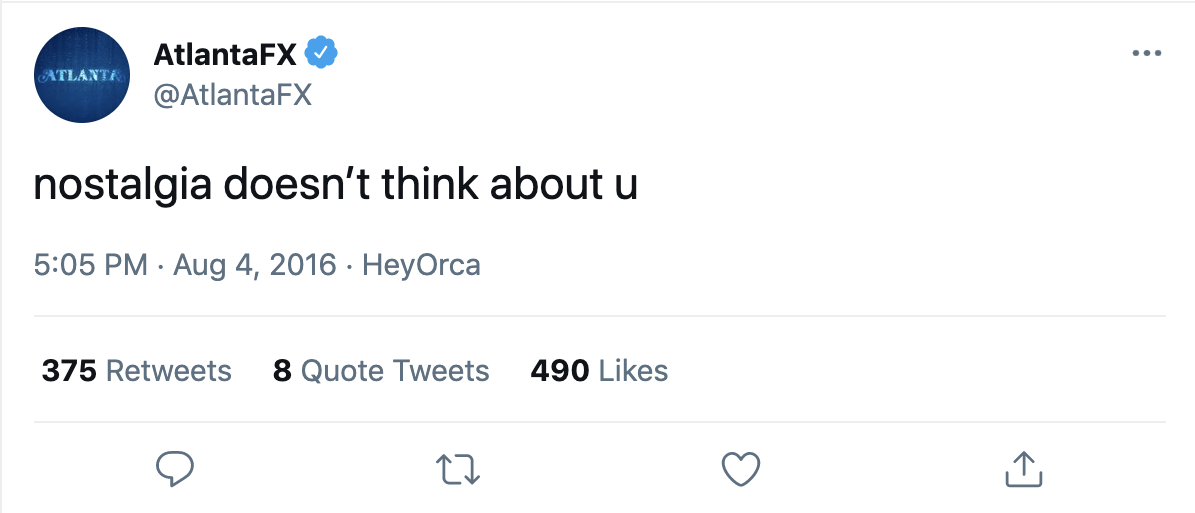 AtlantaFX
@AtlantaFX
ATLANTA
nostalgia doesn’t think about u
5:05 PM · Aug 4, 2016 · HeyOrca
375 Retweets 8 Quote Tweets 490 Likes